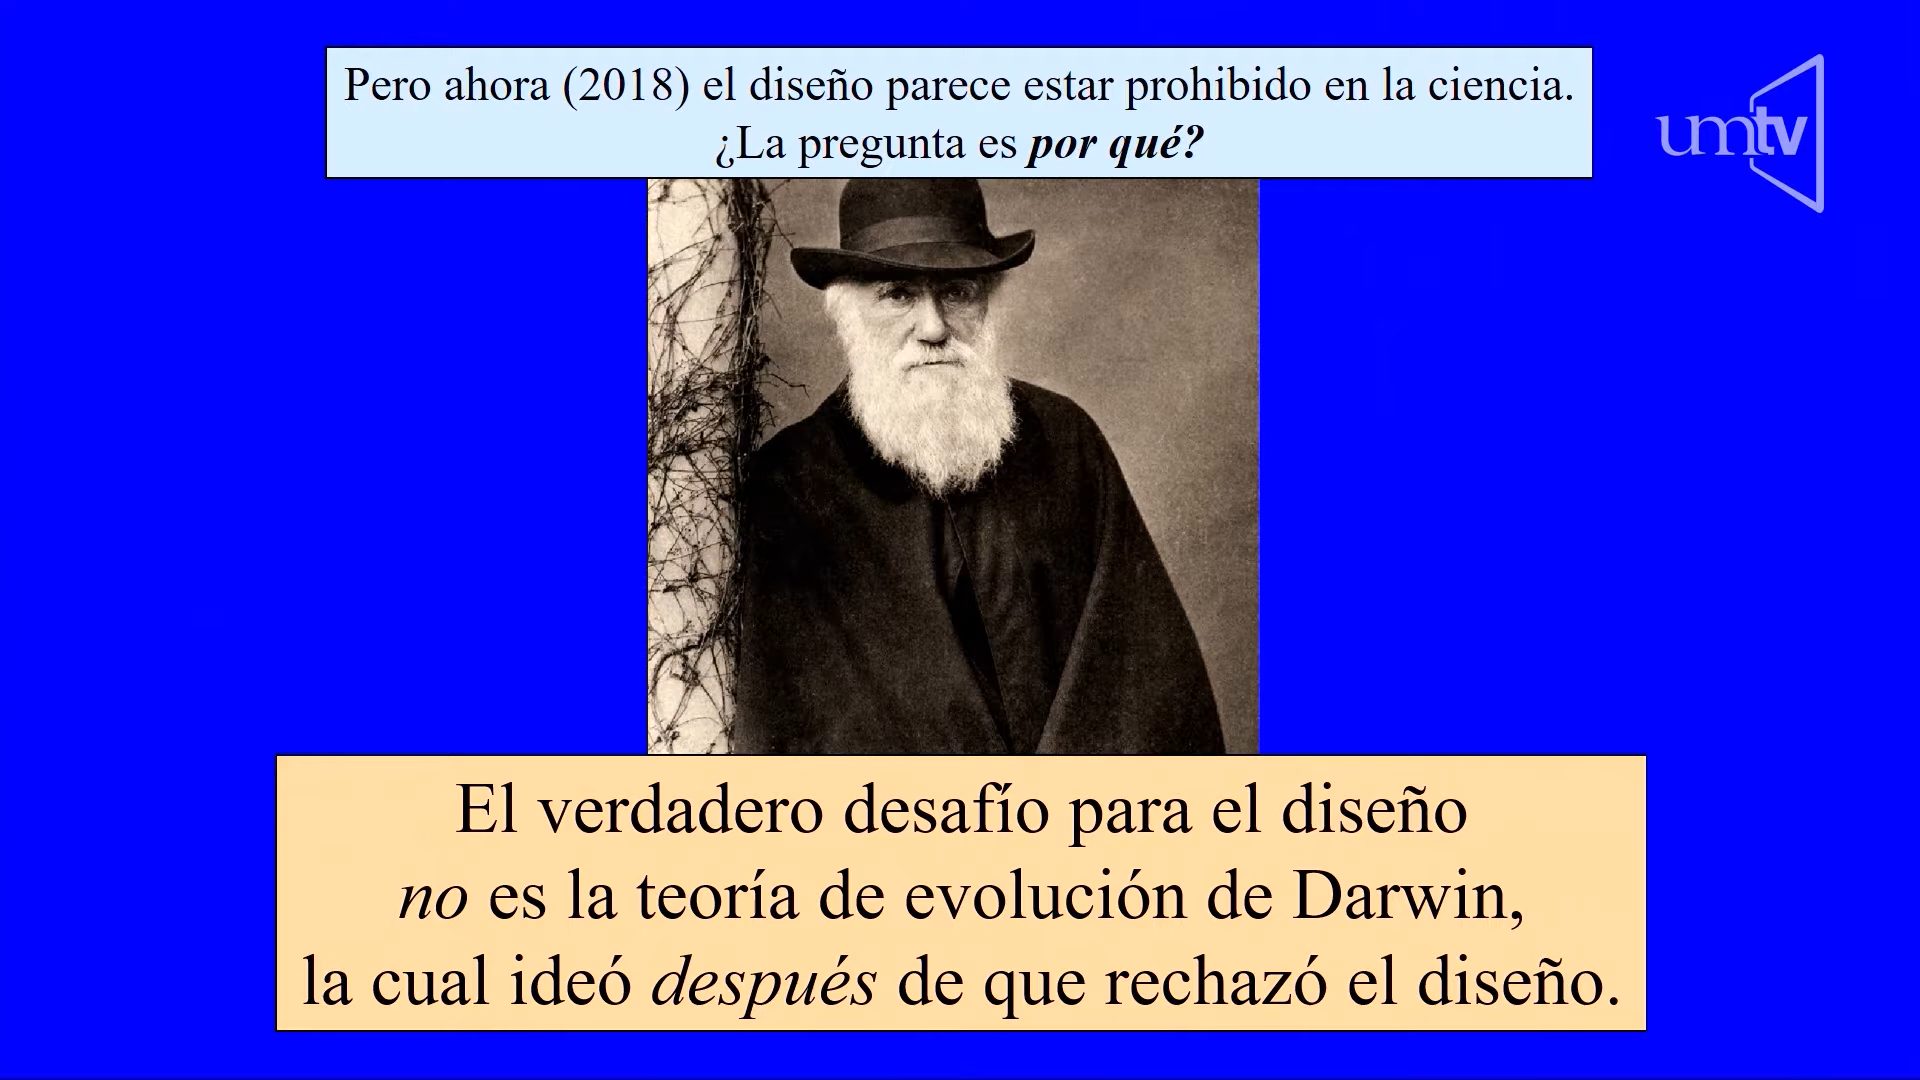 Pero ahora (2018) el diseño parece estar prohibido en la ciencia.
¿La pregunta es por qué?
umtv
El verdadero desafío para el diseño
no es la teoría de evolución de Darwin,
la cual ideó después de que rechazó el diseño.